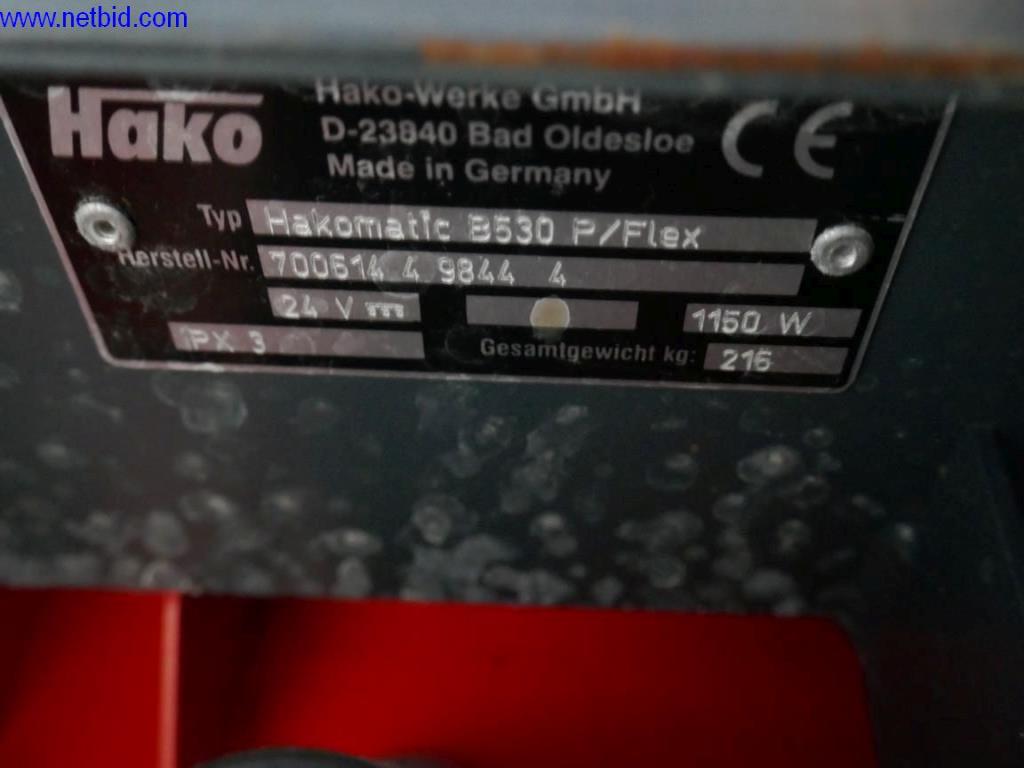 www.netbid.com
Hako
Hako-Werke GmbH
D-23840 Bad Oldesloe
Made in Germany
CE
Typ Hakomatic B530 P/Flex
Herstell-Nr. 700614 4 9844 4
24 V 1150 W
IPX 3 Gesamtgewicht kg: 216